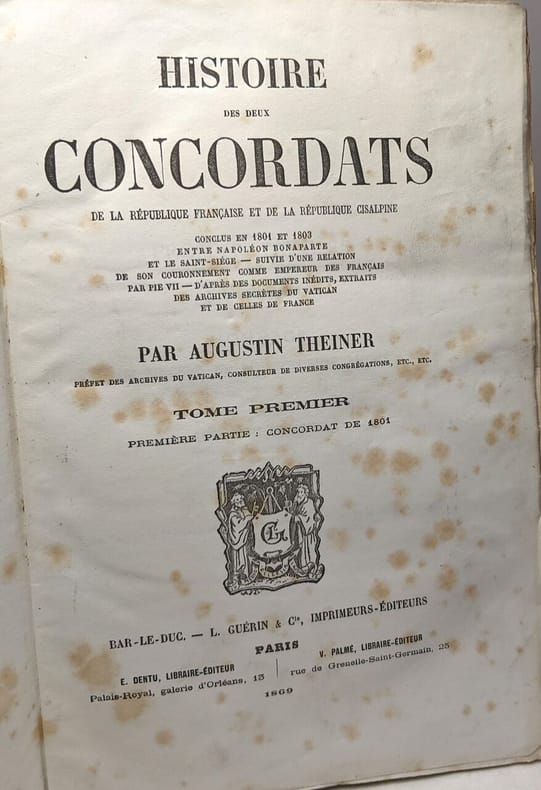 HISTOIRE
DES DEUX
CONCORDATS
DE LA RÉPUBLIQUE FRANÇAISE ET DE LA RÉPUBLIQUE CISALPINE
CONCLUS EN 1801 ET 1803
ENTRE NAPOLÉON BONAPARTE
ET LE SAINT-SIÉGE — SUIVIE D'UNE RELATION
DE SON COURONNEMENT COMME EMPEREUR DES FRANÇAIS
PAR PIE VII — D'APRÈS DES DOCUMENTS INÉDITS, EXTRAITS
DES ARCHIVES SECRÈTES DU VATICAN
ET DE CELLES DE FRANCE
PAR AUGUSTIN THEINER
PRÉFET DES ARCHIVES DU VATICAN, CONSULTEUR DE DIVERSES CONGRÉGATIONS, ETC., ETC.
TOME PREMIER
PREMIÈRE PARTIE : CONCORDAT DE 1801
BAR-LE-DUC. — L. GUÉRIN & Cie, IMPRIMEURS-ÉDITEURS
PARIS
E. DENTU, LIBRAIRE-ÉDITEUR
Palais-Royal, galerie d'Orléans, 13
V. PALMÉ, LIBRAIRE-ÉDITEUR
rue de Grenelle-Saint-Germain, 25
1869